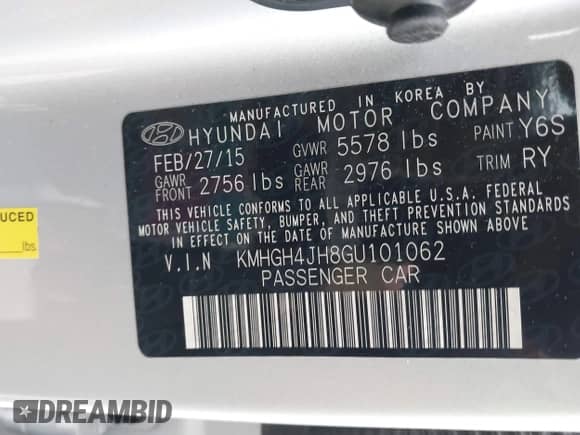 MANUFACTURED IN KOREA BY
HYUNDAI MOTOR COMPANY
FEB/27/15 GVWR 5578 lbs PAINT Y6S
GAWR FRONT 2756 lbs GAWR REAR 2976 lbs TRIM RY
THIS VEHICLE CONFORMS TO ALL APPLICABLE U.S.A. FEDERAL
MOTOR VEHICLE SAFETY, BUMPER, AND THEFT PREVENTION STANDARDS
IN EFFECT ON THE DATE OF MANUFACTURE SHOWN ABOVE
V.I.N KMHGH4JH8GU101062
PASSENGER CAR
UCED
lbs
DREAMBID